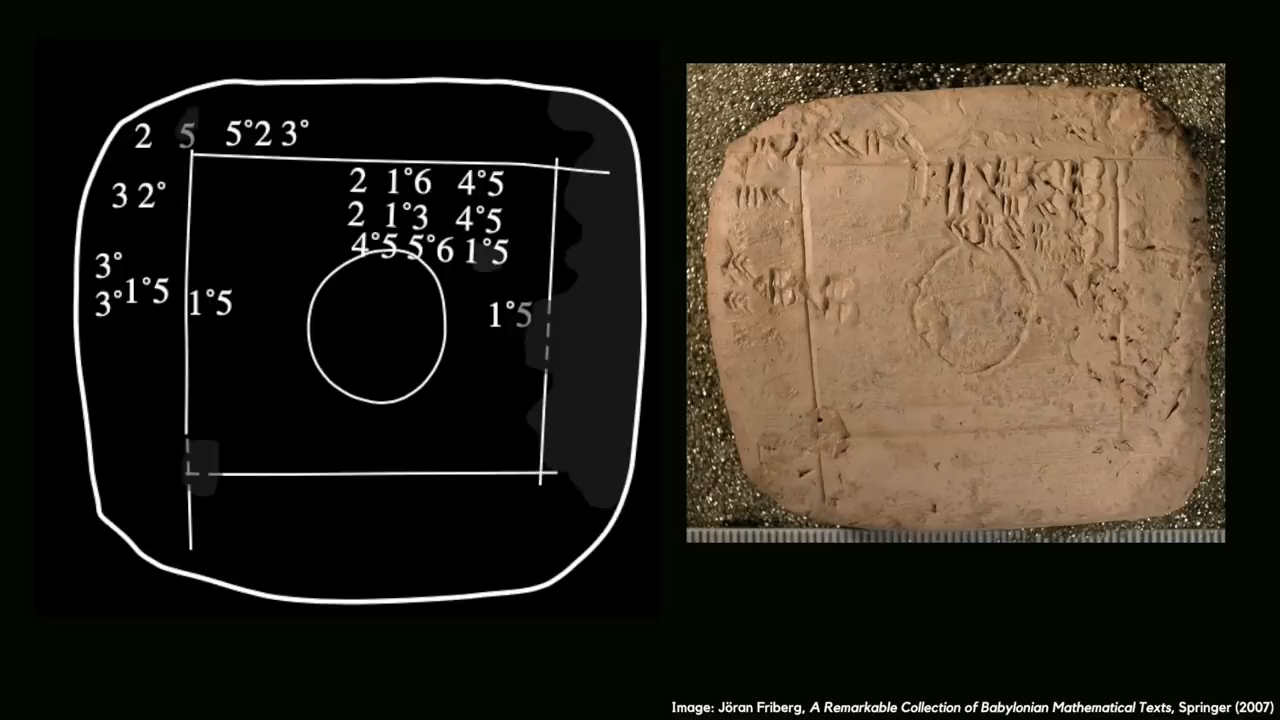 2 5 5°2 3°
2 1°6 4°5
3 2°
2 1°3 4°5
4°5 5°6 1°5
3°
3° 1°5 1°5
1°5
Image: Jöran Friberg, A Remarkable Collection of Babylonian Mathematical Texts, Springer (2007)